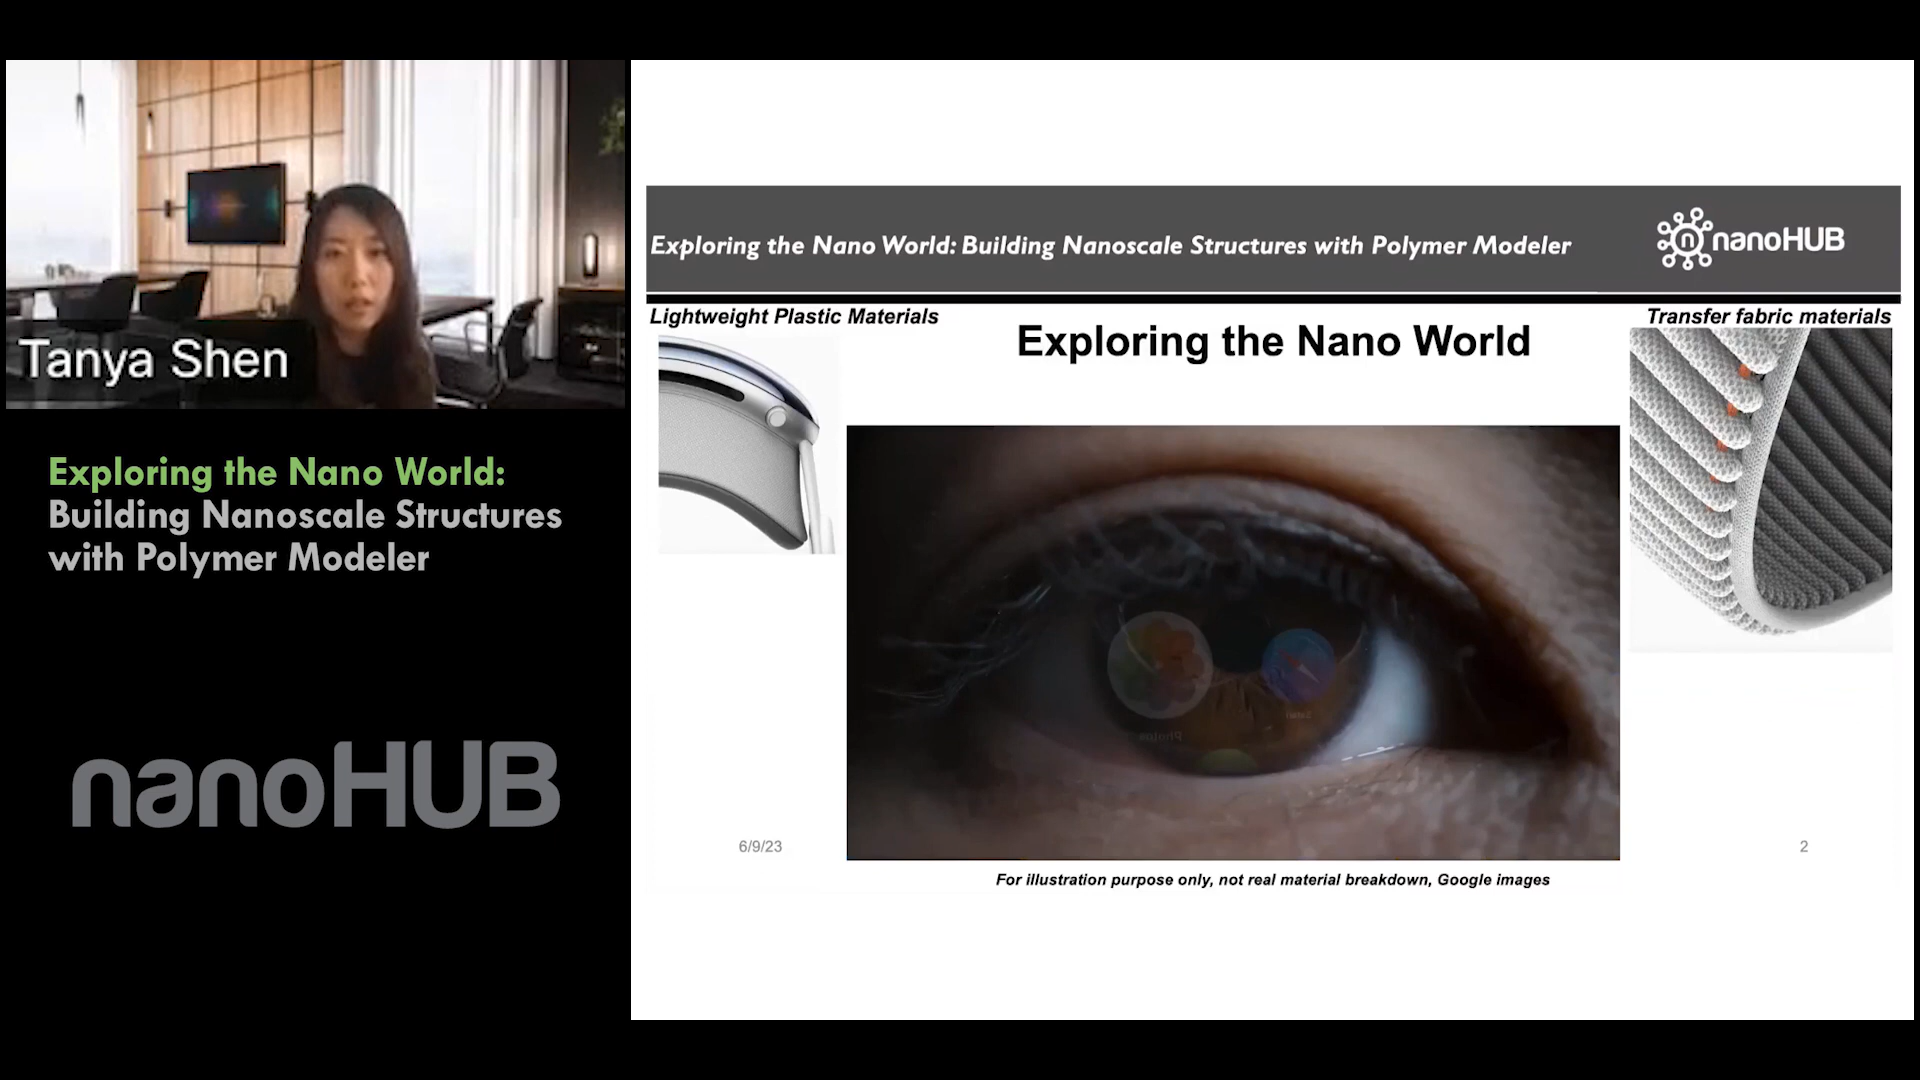 Tanya Shen
Exploring the Nano World:
Building Nanoscale Structures
with Polymer Modeler
nanoHUB
Exploring the Nano World: Building Nanoscale Structures with Polymer Modeler
n nanoHUB
Lightweight Plastic Materials
Exploring the Nano World
Transfer fabric materials
Photos
Safari
6/9/23
2
For illustration purpose only, not real material breakdown, Google images